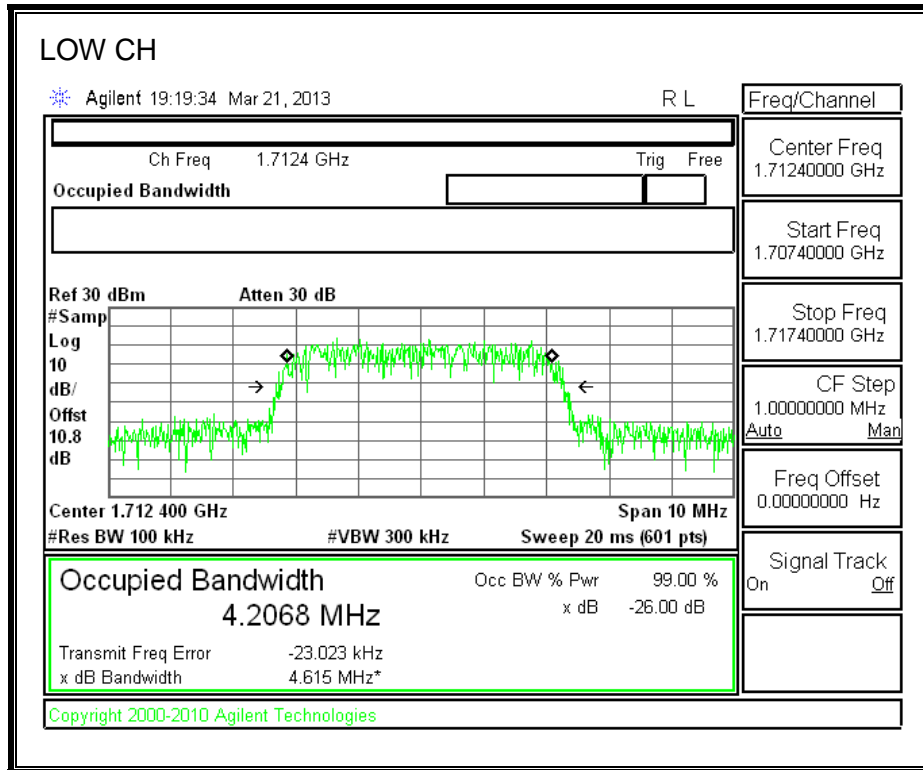 LOW CH
Agilent 19:19:34 Mar 21, 2013 R L
Freq/Channel
Ch Freq 1.7124 GHz Trig Free
Occupied Bandwidth
Center Freq
1.71240000 GHz
Start Freq
1.70740000 GHz
Stop Freq
1.71740000 GHz
CF Step
1.00000000 MHz
Auto Man
Freq Offset
0.00000000 Hz
Signal Track
On Off
Ref 30 dBm Atten 30 dB
#Samp
Log
10
dB/
Offst
10.8
dB
Center 1.712 400 GHz Span 10 MHz
#Res BW 100 kHz #VBW 300 kHz Sweep 20 ms (601 pts)
Occupied Bandwidth
4.2068 MHz
Occ BW % Pwr 99.00 %
x dB -26.00 dB
Transmit Freq Error -23.023 kHz
x dB Bandwidth 4.615 MHz*
Copyright 2000-2010 Agilent Technologies